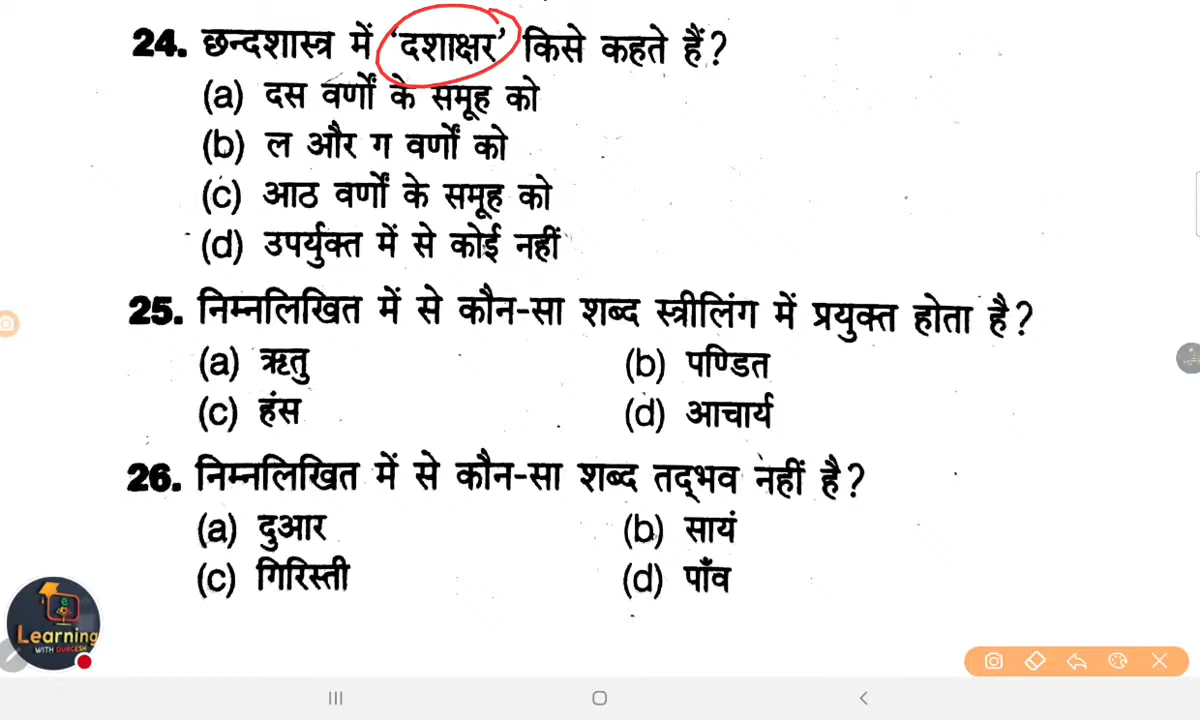 24. छन्दशास्त्र में 'दशाक्षर' किसे कहते हैं?
(a) दस वर्णों के समूह को
(b) ल और ग वर्णों को
(c) आठ वर्णों के समूह को
(d) उपर्युक्त में से कोई नहीं
25. निम्नलिखित में से कौन-सा शब्द स्त्रीलिंग में प्रयुक्त होता है?
(a) ऋतु (b) पण्डित
(c) हंस (d) आचार्य
26. निम्नलिखित में से कौन-सा शब्द तद्भव नहीं है?
(a) दुआर (b) सायं
(c) गिरिस्ती (d) पाँव
Learning
WITH DURGESH